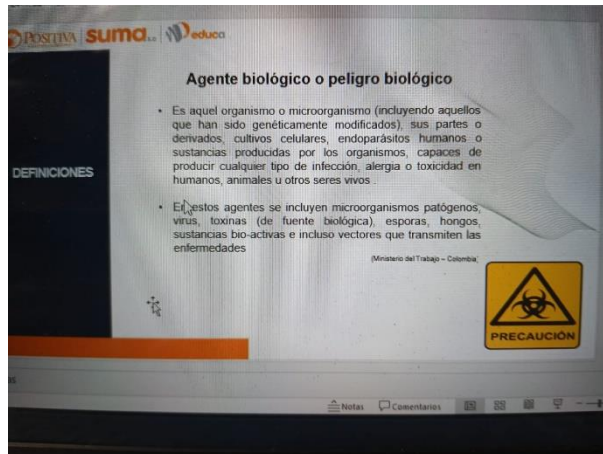 POSITIVA SUMA educa
Agente biológico o peligro biológico
• Es aquel organismo o microorganismo (incluyendo aquellos
que han sido genéticamente modificados), sus partes o
derivados, cultivos celulares, endoparásitos humanos o
sustancias producidas por los organismos, capaces de
producir cualquier tipo de infección, alergia o toxicidad en
humanos, animales u otros seres vivos .
DEFINICIONES
• En estos agentes se incluyen microorganismos patógenos,
virus, toxinas (de fuente biológica), esporas, hongos,
sustancias bio-activas e incluso vectores que transmiten las
enfermedades
(Ministerio del Trabajo – Colombia)
PRECAUCIÓN
Notas Comentarios